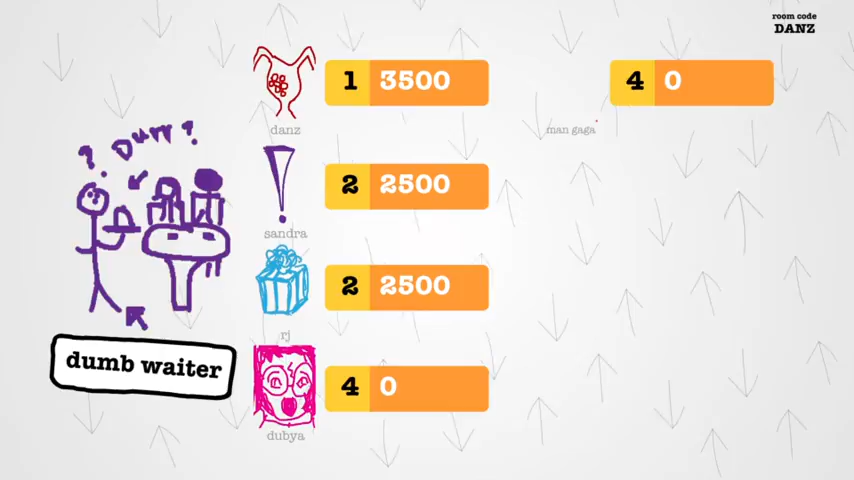 room code
DANZ
1 3500
danz
4 0
man gaga
? Durr ?
2 2500
sandra
2 2500
rj
dumb waiter
4 0
dubya